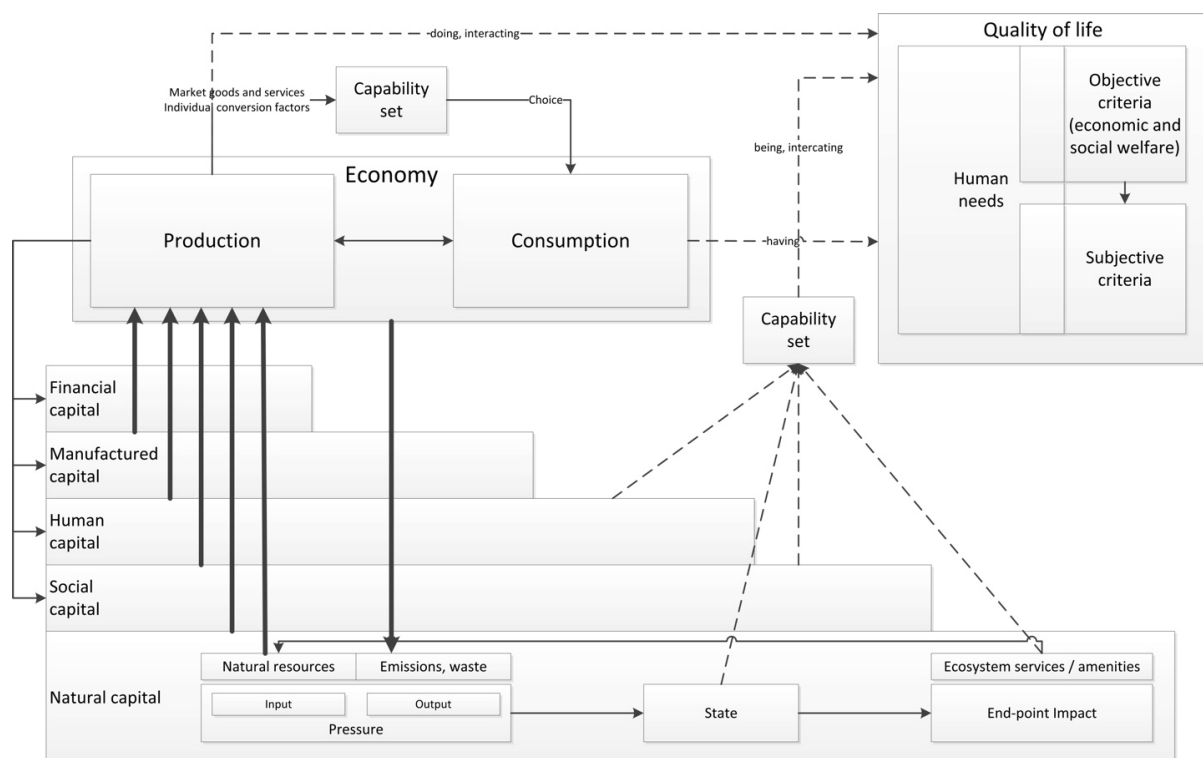 Quality of life
doing, interacting
Market goods and services
Individual conversion factors
Capability
set
Choice
Objective
criteria
(economic and
social welfare)
being, intercating
Economy
Human
needs
Production
Consumption
having
Subjective
criteria
Capability
set
Financial
capital
Manufactured
capital
Human
capital
Social
capital
Natural capital
Natural resources
Emissions, waste
Ecosystem services / amenities
Input
Output
Pressure
State
End-point Impact